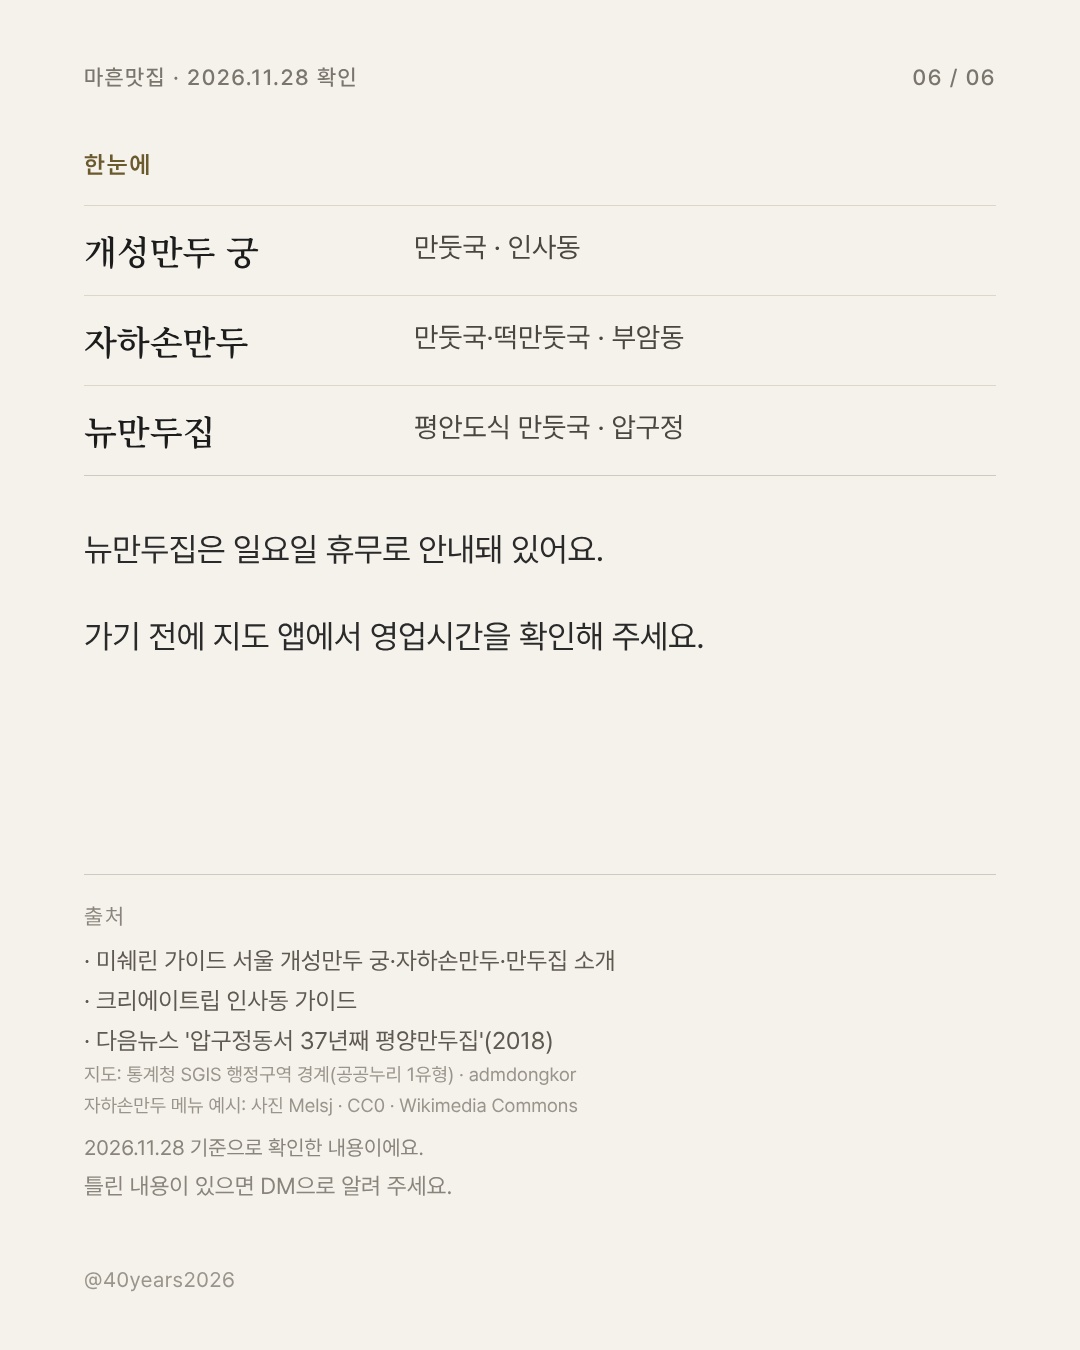 마흔맛집 · 2026.11.28 확인
06 / 06
한눈에
개성만두 궁
만둣국 · 인사동
자하손만두
만둣국·떡만둣국 · 부암동
뉴만두집
평안도식 만둣국 · 압구정
뉴만두집은 일요일 휴무로 안내돼 있어요.
가기 전에 지도 앱에서 영업시간을 확인해 주세요.
출처
· 미쉐린 가이드 서울 개성만두 궁·자하손만두·만두집 소개
· 크리에이트립 인사동 가이드
· 다음뉴스 '압구정동서 37년째 평양만두집'(2018)
지도: 통계청 SGIS 행정구역 경계(공공누리 1유형) · admdongkor
자하손만두 메뉴 예시: 사진 Melsj · CC0 · Wikimedia Commons
2026.11.28 기준으로 확인한 내용이에요.
틀린 내용이 있으면 DM으로 알려 주세요.
@40years2026